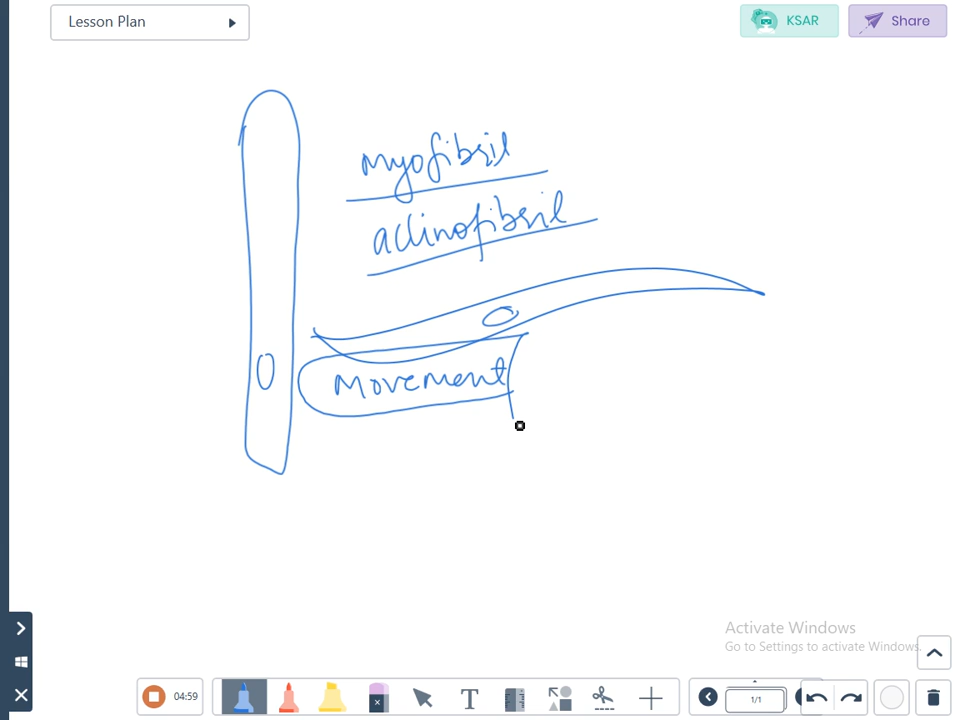 Lesson Plan
KSAR
Share
myofibril
actinofibril
Movement
Activate Windows
Go to Settings to activate Windows.
04:59
T
1/1